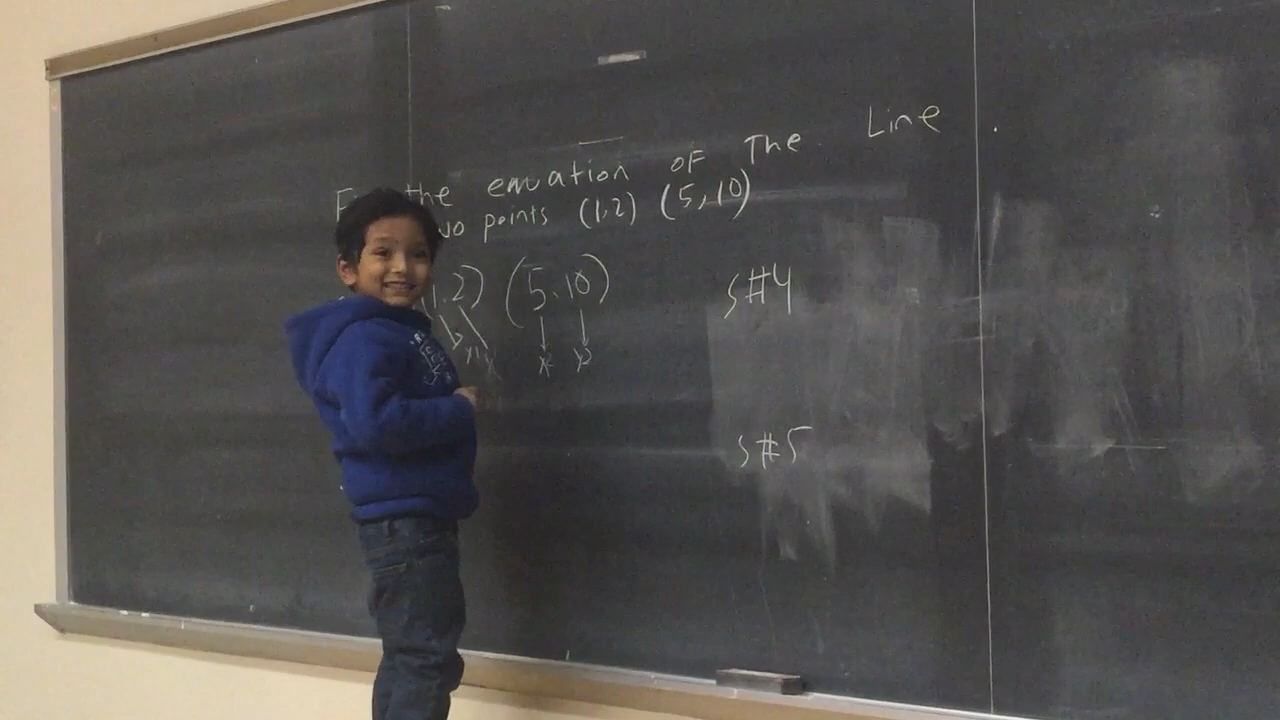 the equation of The Line .
points (1,2) (5,10)
1,2) (5,10)
S#4
S#5